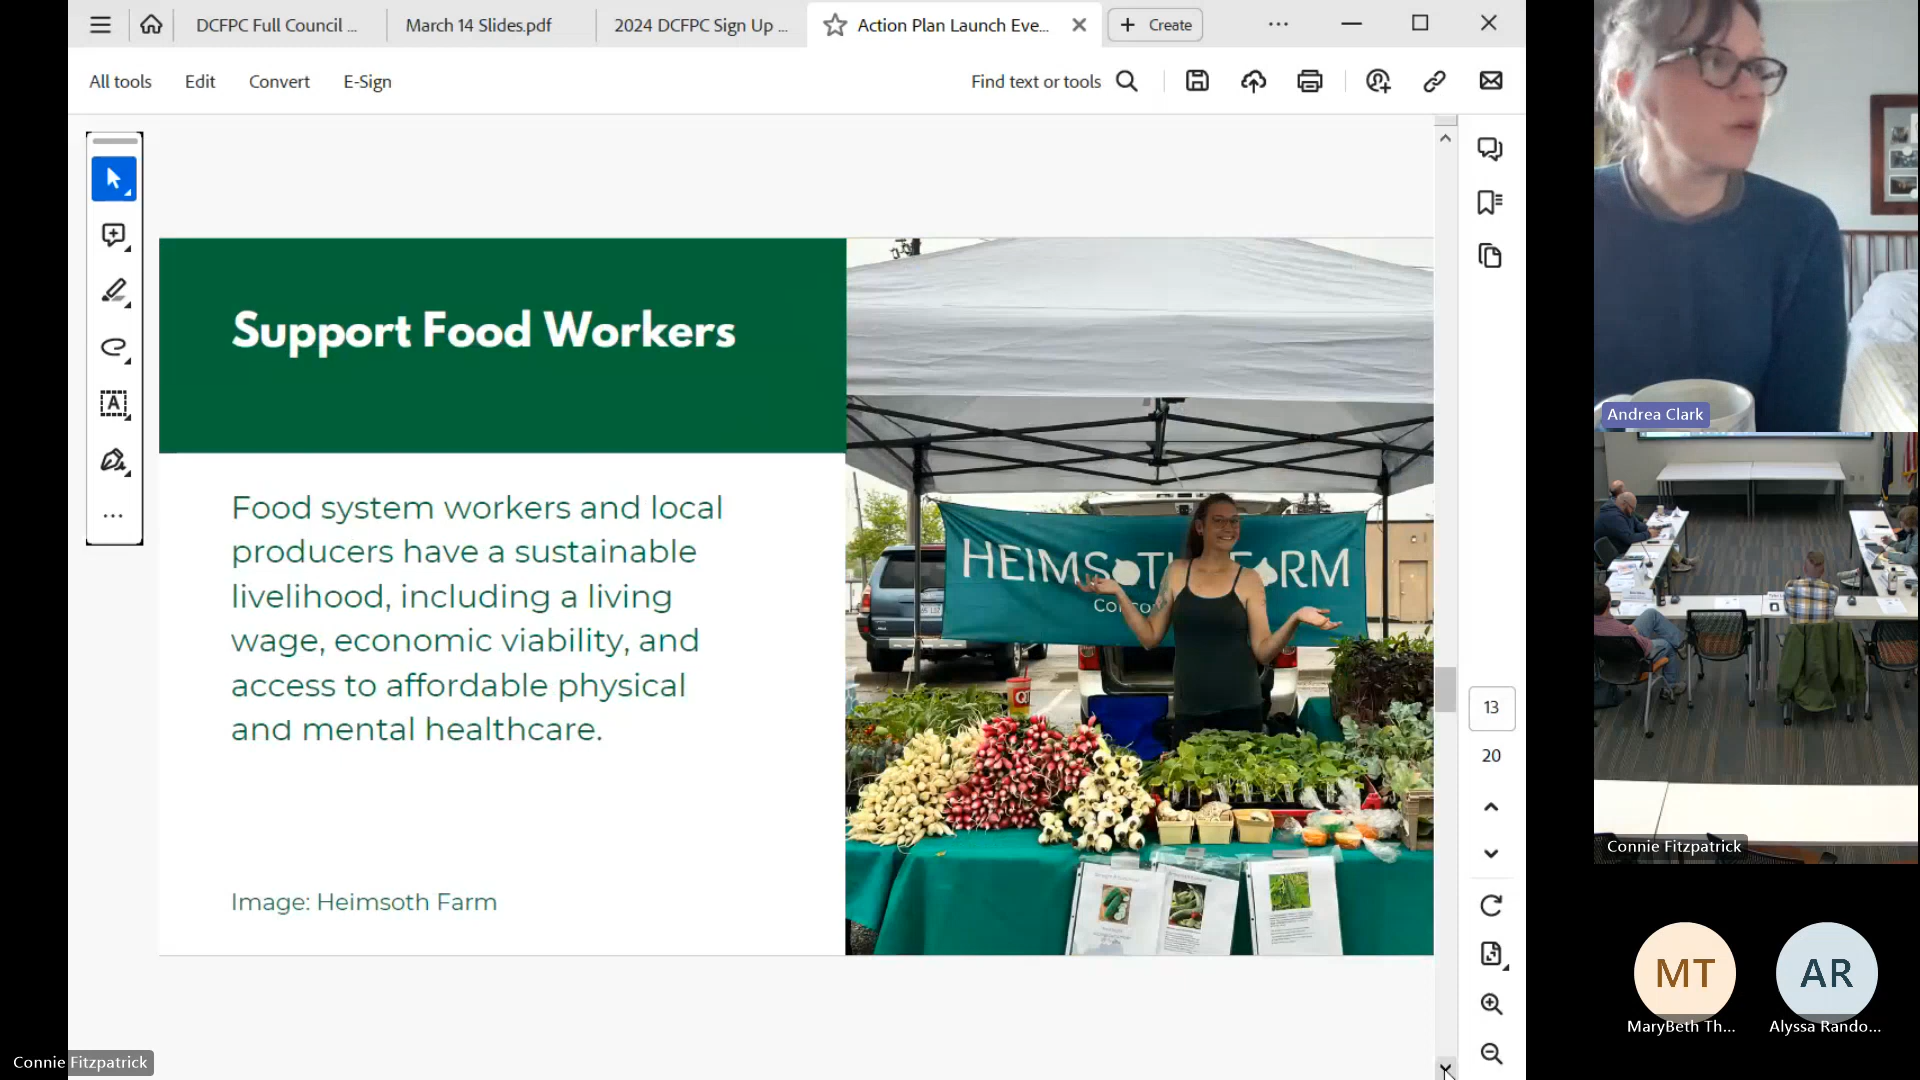 DCFPC Full Council ...
March 14 Slides.pdf
2024 DCFPC Sign Up ...
Action Plan Launch Eve...
Create
All tools
Edit
Convert
E-Sign
Find text or tools
Support Food Workers
Food system workers and local
producers have a sustainable
livelihood, including a living
wage, economic viability, and
access to affordable physical
and mental healthcare.
Image: Heimsoth Farm
HEIMSOTH FARM
13
20
Andrea Clark
Connie Fitzpatrick
MT
AR
MaryBeth Th...
Alyssa Rando...
Connie Fitzpatrick